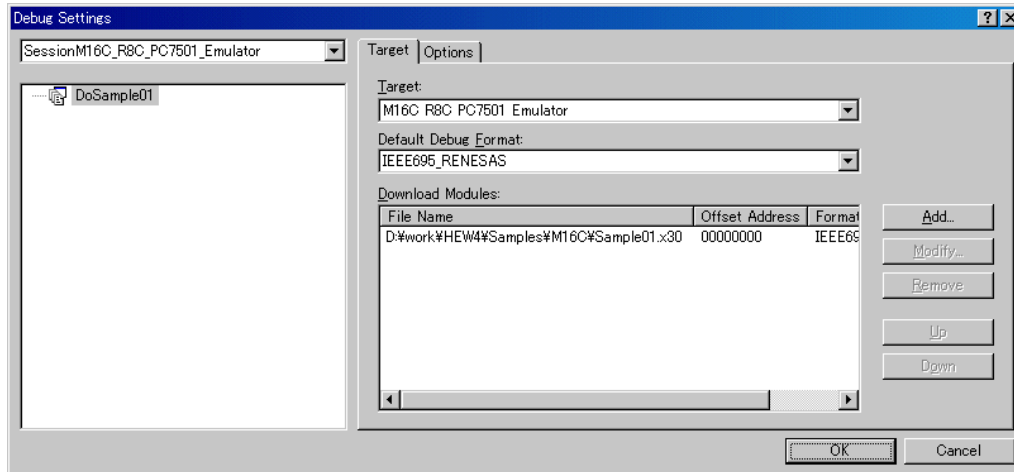 Debug Settings
SessionM16C_R8C_PC7501_Emulator
DoSample01
Target Options
Target:
M16C R8C PC7501 Emulator
Default Debug Format:
IEEE695_RENESAS
Download Modules:
File Name Offset Address Format
D:¥work¥HEW4¥Samples¥M16C¥Sample01.x30 00000000 IEEE69
Add...
Modify...
Remove
Up
Down
OK Cancel